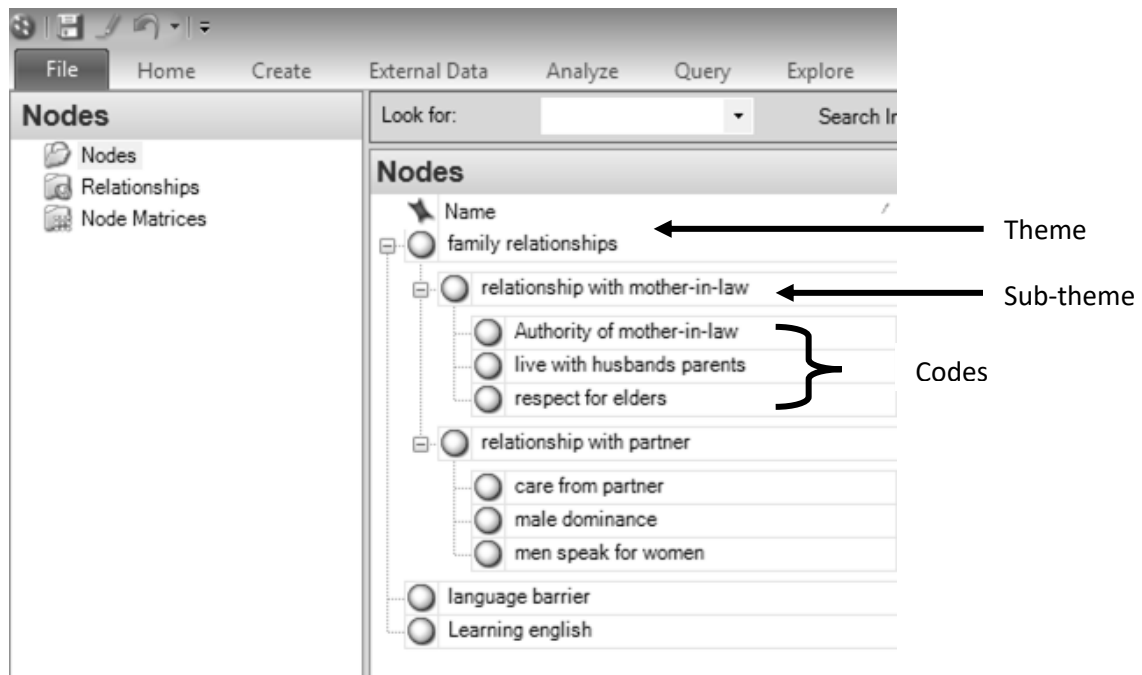 File Home Create External Data Analyze Query Explore
Nodes
Nodes
Relationships
Node Matrices
Look for: Search In
Nodes
Name
family relationships
relationship with mother-in-law
Authority of mother-in-law
live with husbands parents
respect for elders
relationship with partner
care from partner
male dominance
men speak for women
language barrier
Learning english
Theme
Sub-theme
Codes